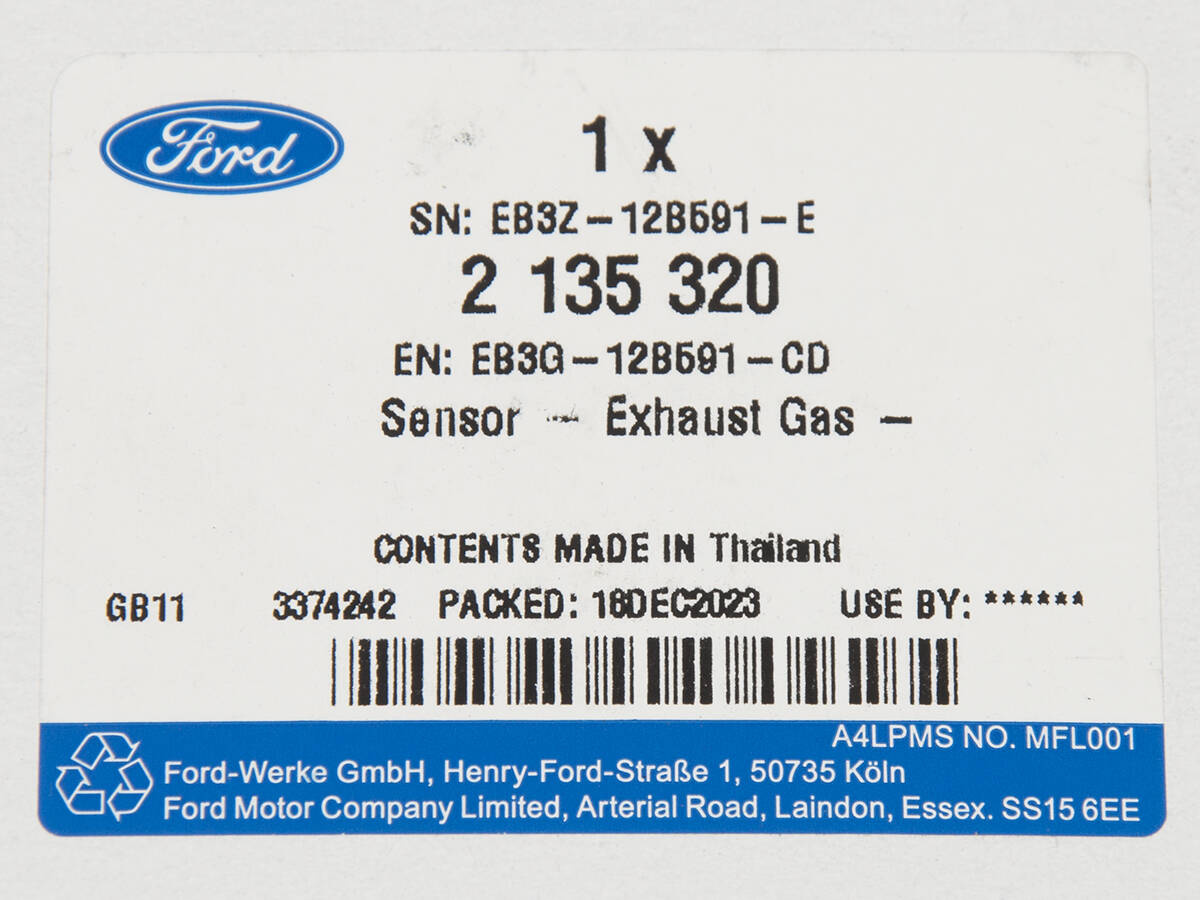 Ford
1 x
SN: EB3Z-12B591-E
2 135 320
EN: EB3G-12B591-CD
Sensor - Exhaust Gas -
CONTENTS MADE IN Thailand
GB11 3374242 PACKED: 18DEC2023 USE BY: ******
A4LPMS NO. MFL001
Ford-Werke GmbH, Henry-Ford-Straße 1, 50735 Köln
Ford Motor Company Limited, Arterial Road, Laindon, Essex. SS15 6EE